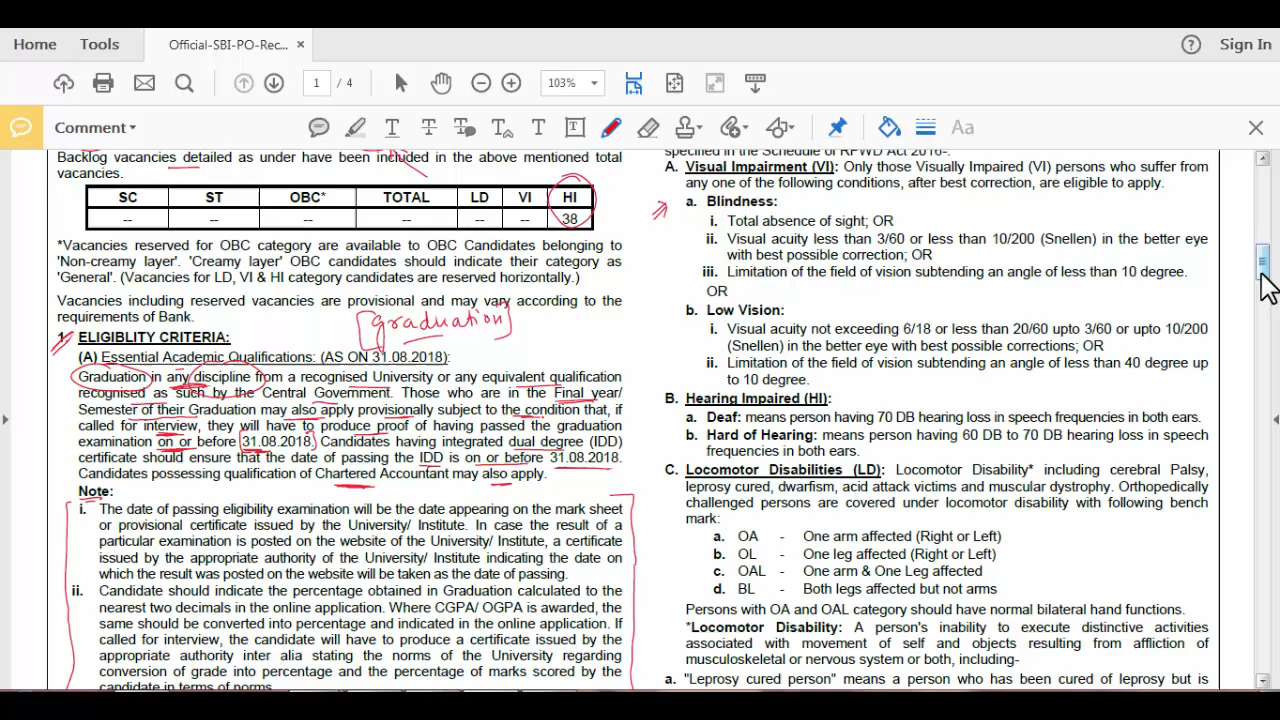 Home Tools Official-SBI-PO-Rec... × Sign In
1 / 4 103%
Comment
Backlog vacancies detailed as under have been included in the above mentioned total
vacancies.
SC ST OBC* TOTAL LD VI HI
-- -- -- -- -- -- 38
*Vacancies reserved for OBC category are available to OBC Candidates belonging to
'Non-creamy layer'. 'Creamy layer' OBC candidates should indicate their category as
'General'. (Vacancies for LD, VI & HI category candidates are reserved horizontally.)
Vacancies including reserved vacancies are provisional and may vary according to the
requirements of Bank.
[graduation]
1. ELIGIBLITY CRITERIA:
(A) Essential Academic Qualifications: (AS ON 31.08.2018):
Graduation in any discipline from a recognised University or any equivalent qualification
recognised as such by the Central Government. Those who are in the Final year/
Semester of their Graduation may also apply provisionally subject to the condition that, if
called for interview, they will have to produce proof of having passed the graduation
examination on or before 31.08.2018. Candidates having integrated dual degree (IDD)
certificate should ensure that the date of passing the IDD is on or before 31.08.2018.
Candidates possessing qualification of Chartered Accountant may also apply.
Note:
i. The date of passing eligibility examination will be the date appearing on the mark sheet
or provisional certificate issued by the University/ Institute. In case the result of a
particular examination is posted on the website of the University/ Institute, a certificate
issued by the appropriate authority of the University/ Institute indicating the date on
which the result was posted on the website will be taken as the date of passing.
ii. Candidate should indicate the percentage obtained in Graduation calculated to the
nearest two decimals in the online application. Where CGPA/ OGPA is awarded, the
same should be converted into percentage and indicated in the online application. If
called for interview, the candidate will have to produce a certificate issued by the
appropriate authority inter alia stating the norms of the University regarding
conversion of grade into percentage and the percentage of marks scored by the
candidate in terms of norms.
specified in the Schedule of RPWD Act 2016-.
A. Visual Impairment (VI): Only those Visually Impaired (VI) persons who suffer from
any one of the following conditions, after best correction, are eligible to apply.
a. Blindness:
i. Total absence of sight; OR
ii. Visual acuity less than 3/60 or less than 10/200 (Snellen) in the better eye
with best possible correction; OR
iii. Limitation of the field of vision subtending an angle of less than 10 degree.
OR
b. Low Vision:
i. Visual acuity not exceeding 6/18 or less than 20/60 upto 3/60 or upto 10/200
(Snellen) in the better eye with best possible corrections; OR
ii. Limitation of the field of vision subtending an angle of less than 40 degree up
to 10 degree.
B. Hearing Impaired (HI):
a. Deaf: means person having 70 DB hearing loss in speech frequencies in both ears.
b. Hard of Hearing: means person having 60 DB to 70 DB hearing loss in speech
frequencies in both ears.
C. Locomotor Disabilities (LD): Locomotor Disability* including cerebral Palsy,
leprosy cured, dwarfism, acid attack victims and muscular dystrophy. Orthopedically
challenged persons are covered under locomotor disability with following bench
mark:
a. OA - One arm affected (Right or Left)
b. OL - One leg affected (Right or Left)
c. OAL - One arm & One Leg affected
d. BL - Both legs affected but not arms
Persons with OA and OAL category should have normal bilateral hand functions.
*Locomotor Disability: A person's inability to execute distinctive activities
associated with movement of self and objects resulting from affliction of
musculoskeletal or nervous system or both, including-
a. "Leprosy cured person" means a person who has been cured of leprosy but is